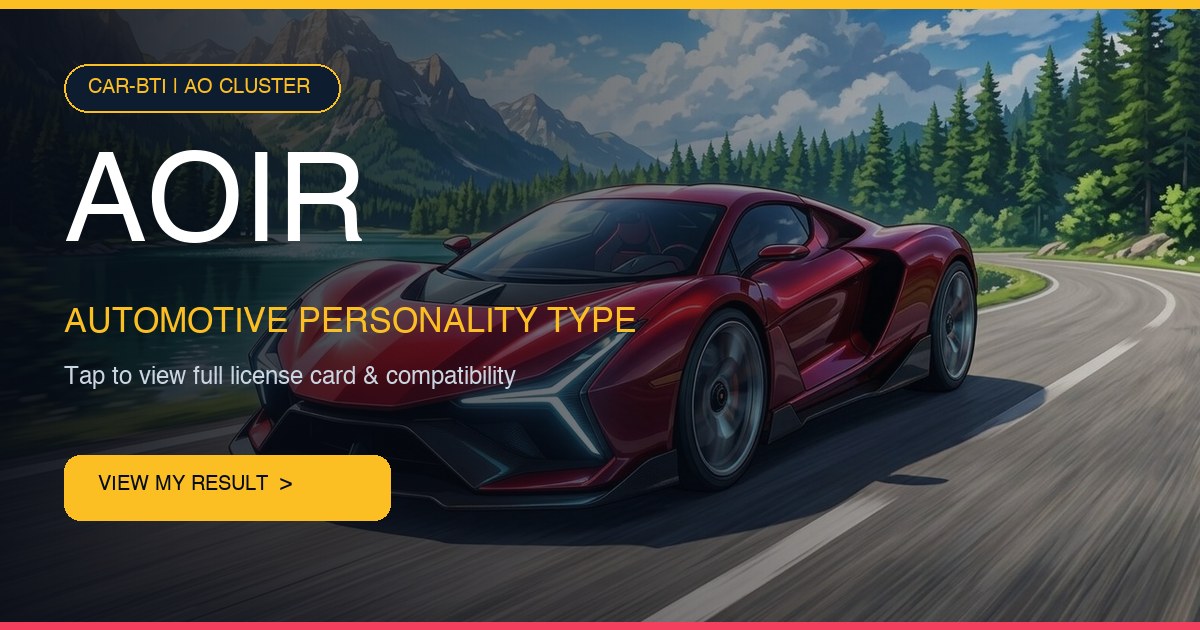 CAR-BTI | AO CLUSTER
AOIR
AUTOMOTIVE PERSONALITY TYPE
Tap to view full license card & compatibility
VIEW MY RESULT >